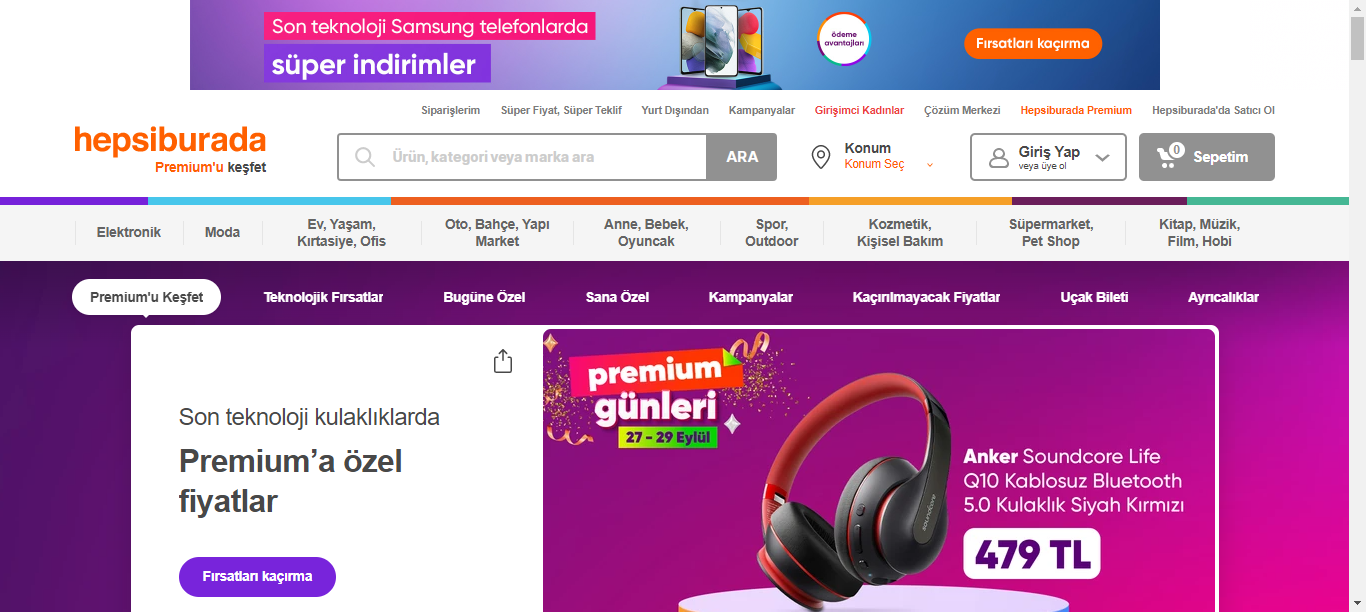 Son teknoloji Samsung telefonlarda
süper indirimler
ödeme
avantajları
Fırsatları kaçırma
Siparişlerim
Süper Fiyat, Süper Teklif
Yurt Dışından
Kampanyalar
Girişimci Kadınlar
Çözüm Merkezi
Hepsiburada Premium
Hepsiburada'da Satıcı Ol
hepsiburada
Premium'u keşfet
Ürün, kategori veya marka ara
ARA
Konum
Konum Seç
Giriş Yap
veya üye ol
0
Sepetim
Elektronik
Moda
Ev, Yaşam,
Kırtasiye, Ofis
Oto, Bahçe, Yapı
Market
Anne, Bebek,
Oyuncak
Spor,
Outdoor
Kozmetik,
Kişisel Bakım
Süpermarket,
Pet Shop
Kitap, Müzik,
Film, Hobi
Premium'u Keşfet
Teknolojik Fırsatlar
Bugüne Özel
Sana Özel
Kampanyalar
Kaçırılmayacak Fiyatlar
Uçak Bileti
Ayrıcalıklar
Son teknoloji kulaklıklarda
Premium’a özel
fiyatlar
Fırsatları kaçırma
premium
günleri
27 - 29 Eylül
soundcore
Anker Soundcore Life
Q10 Kablosuz Bluetooth
5.0 Kulaklık Siyah Kırmızı
479 TL